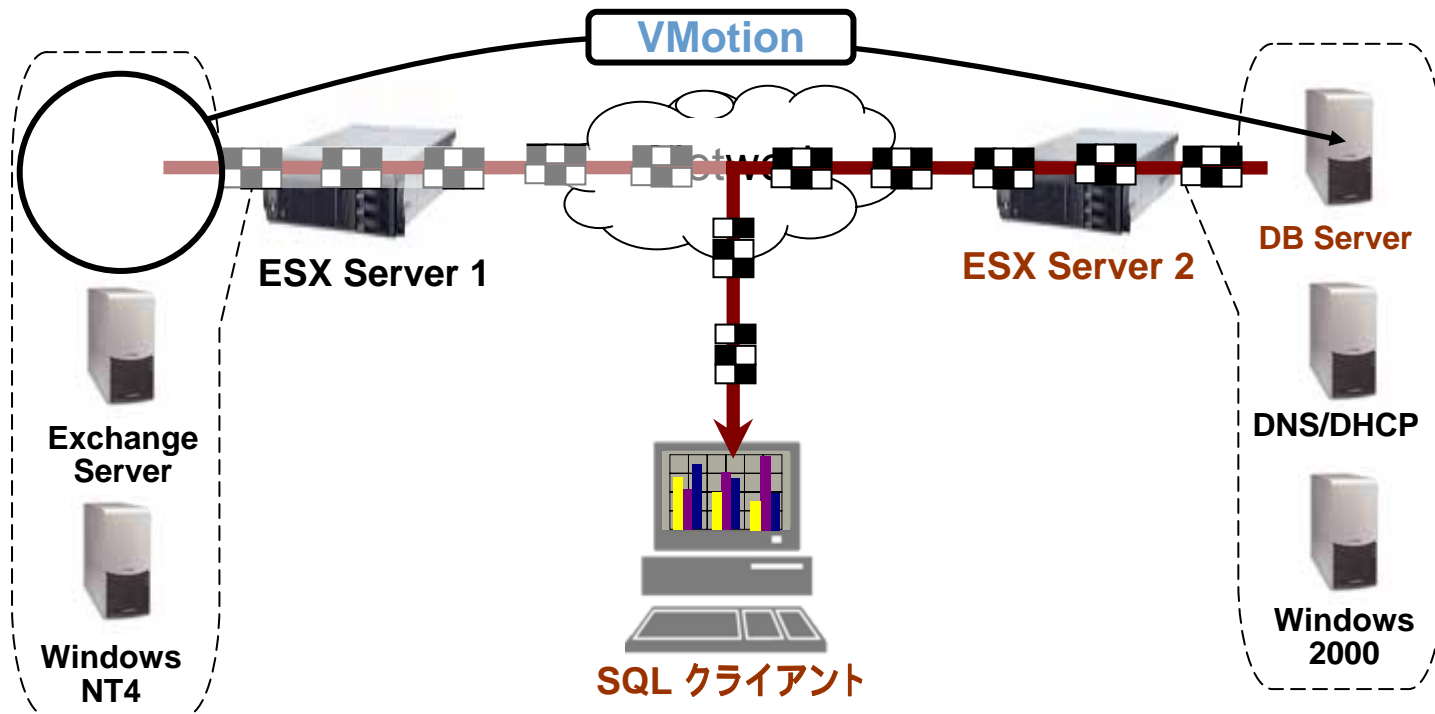 VMotion
ESX Server 1
ESX Server 2
DB Server
Exchange
Server
DNS/DHCP
Windows
NT4
Windows
2000
SQL クライアント